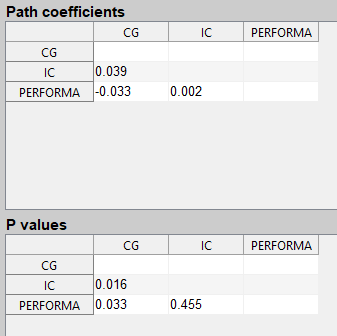 Path coefficients
CG IC PERFORMA
CG
IC 0.039
PERFORMA -0.033 0.002
P values
CG IC PERFORMA
CG
IC 0.016
PERFORMA 0.033 0.455